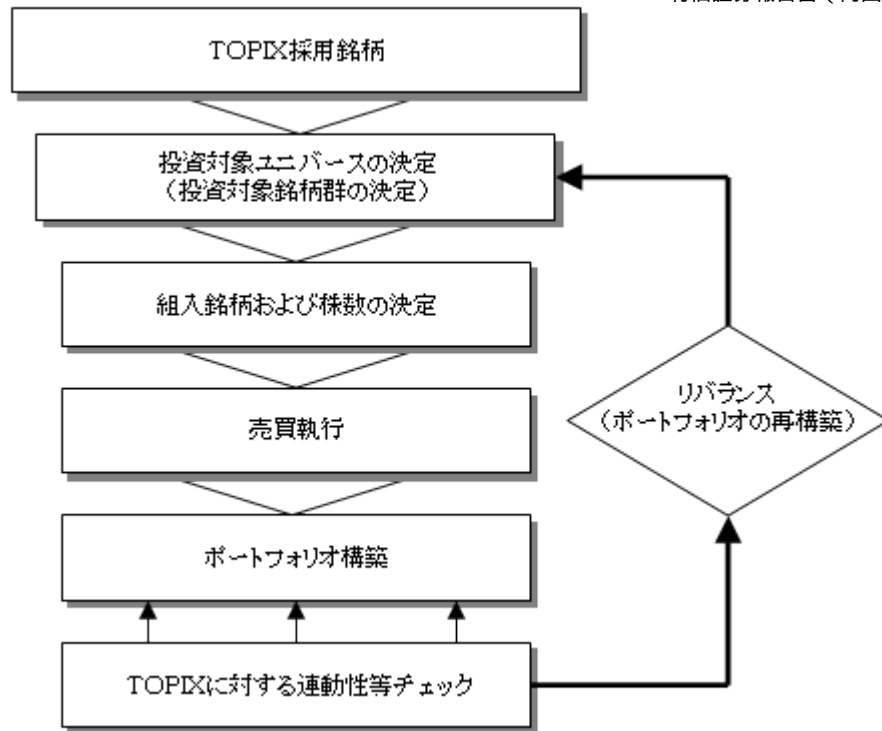 TOPIX採用銘柄
投資対象ユニバースの決定
（投資対象銘柄群の決定）
組入銘柄および株数の決定
売買執行
リバランス
（ポートフォリオの再構築）
ポートフォリオ構築
TOPIXに対する連動性等チェック